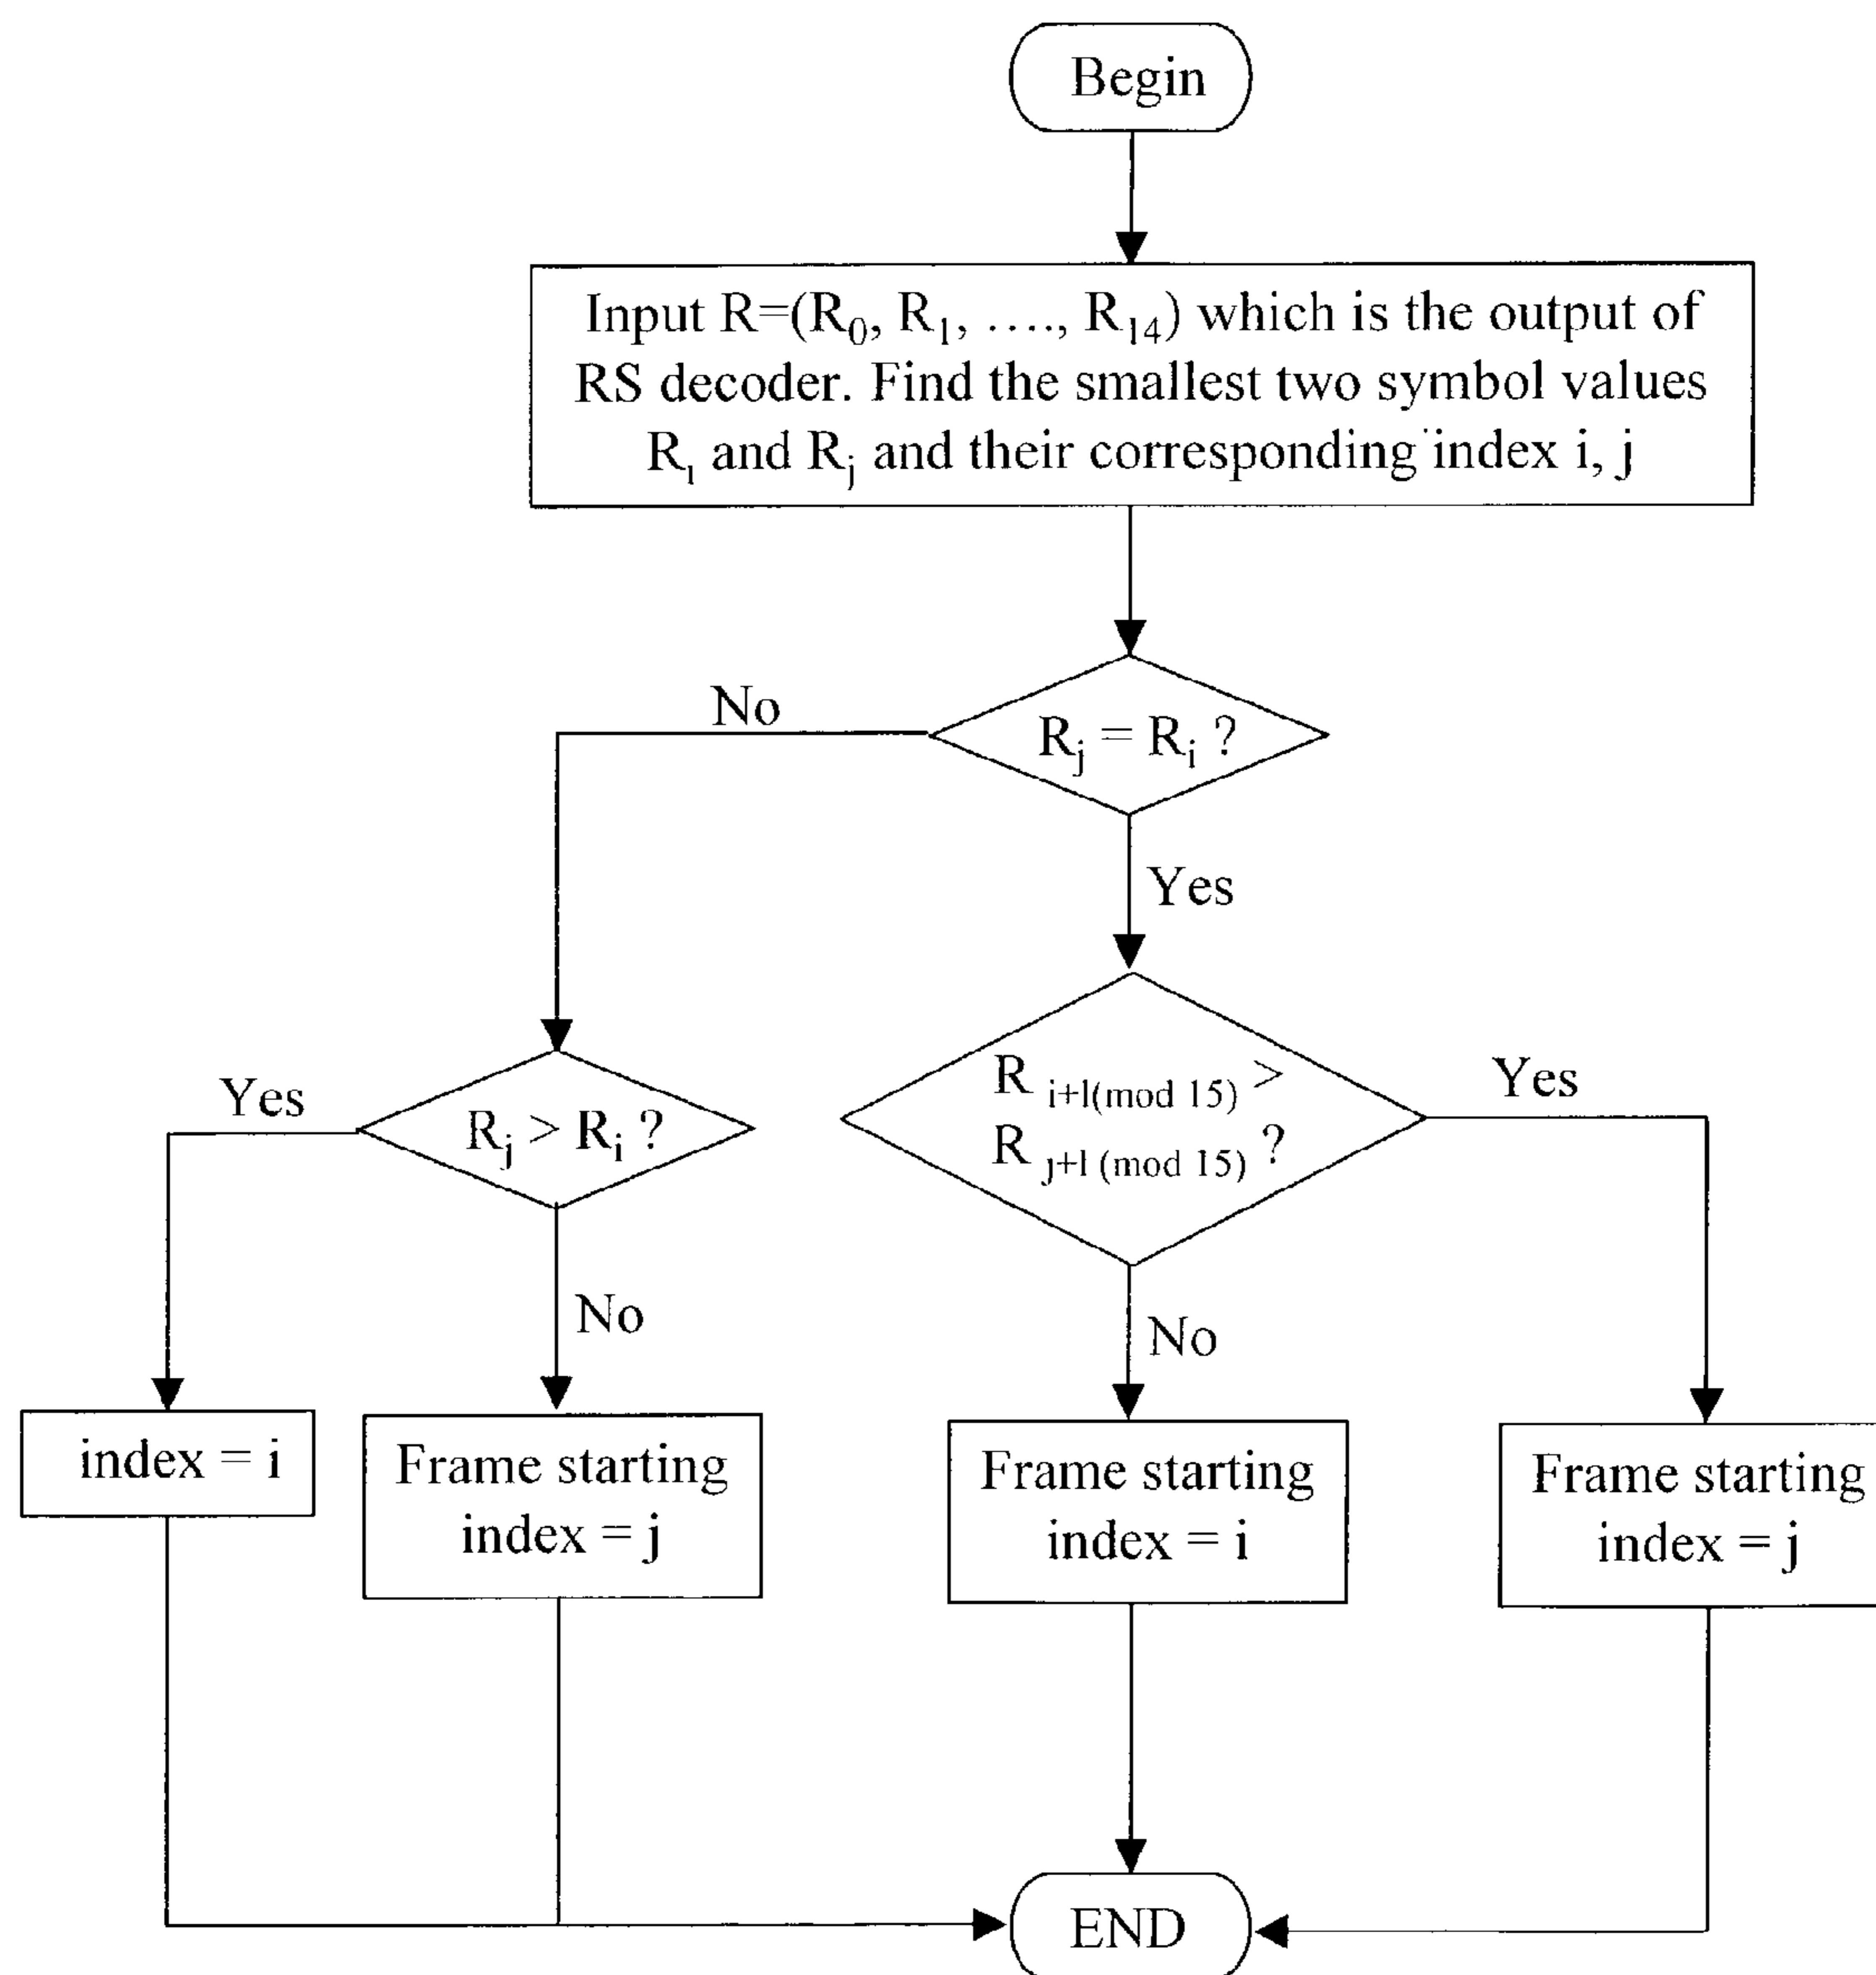 Begin
Input R=(R₀, R₁, ...., R₁₄) which is the output of
RS decoder. Find the smallest two symbol values
Rᵢ and Rⱼ and their corresponding index i, j
Rⱼ = Rᵢ ?
No
Yes
Rⱼ > Rᵢ ?
Yes
No
R i+1(mod 15) >
R j+1 (mod 15) ?
Yes
No
index = i
Frame starting
index = j
Frame starting
index = i
Frame starting
index = j
END